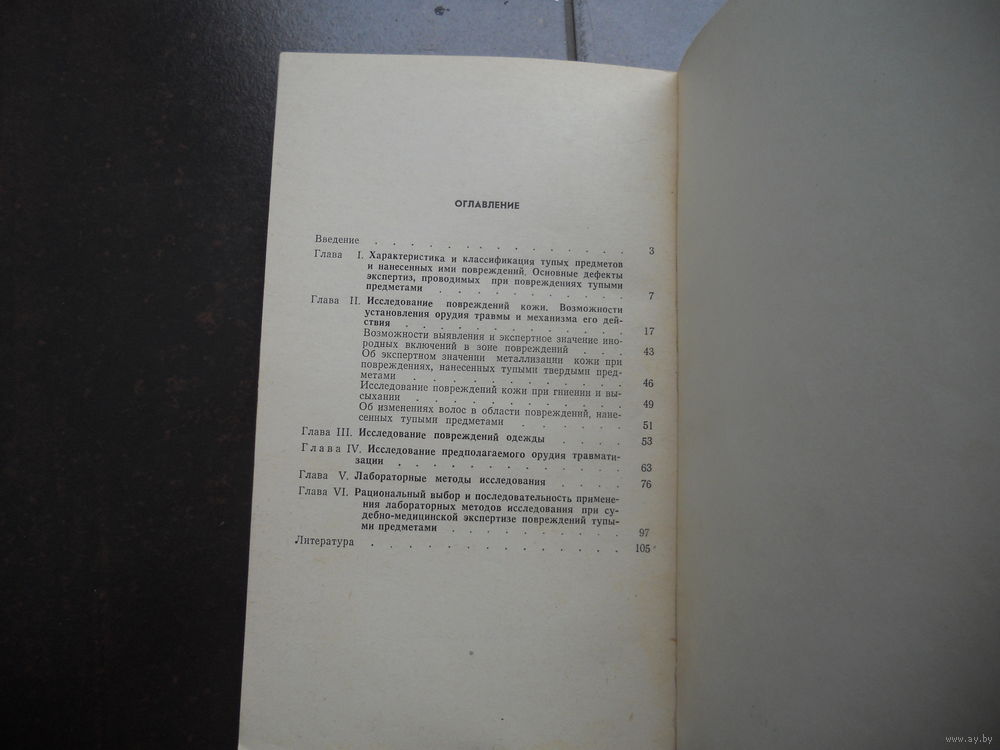 ОГЛАВЛЕНИЕ
Введение . . . . . . . . . . . . . . 3
Глава I. Характеристика и классификация тупых предметов
и нанесенных ими повреждений. Основные дефекты
экспертиз, проводимых при повреждениях тупыми
предметами . . . . . . . . . . 7
Глава II. Исследование повреждений кожи. Возможности
установления орудия травмы и механизма его дей-
ствия . . . . . . . . . . . . 17
Возможности выявления и экспертное значение ино-
родных включений в зоне повреждений . . . 43
Об экспертном значении металлизации кожи при
повреждениях, нанесенных тупыми твердыми пред-
метами . . . . . . . . . . . 46
Исследование повреждений кожи при гниении и вы-
сыхании . . . . . . . . . . . 49
Об изменениях волос в области повреждений, нане-
сенных тупыми предметами . . . . . . 51
Глава III. Исследование повреждений одежды . . . . 53
Глава IV. Исследование предполагаемого орудия травмати-
зации . . . . . . . . . . . . 63
Глава V. Лабораторные методы исследования . . . . 76
Глава VI. Рациональный выбор и последовательность примене-
ния лабораторных методов исследования при су-
дебно-медицинской экспертизе повреждений тупы-
ми предметами . . . . . . . . . 97
Литература . . . . . . . . . . . . . 105
www.ay.by